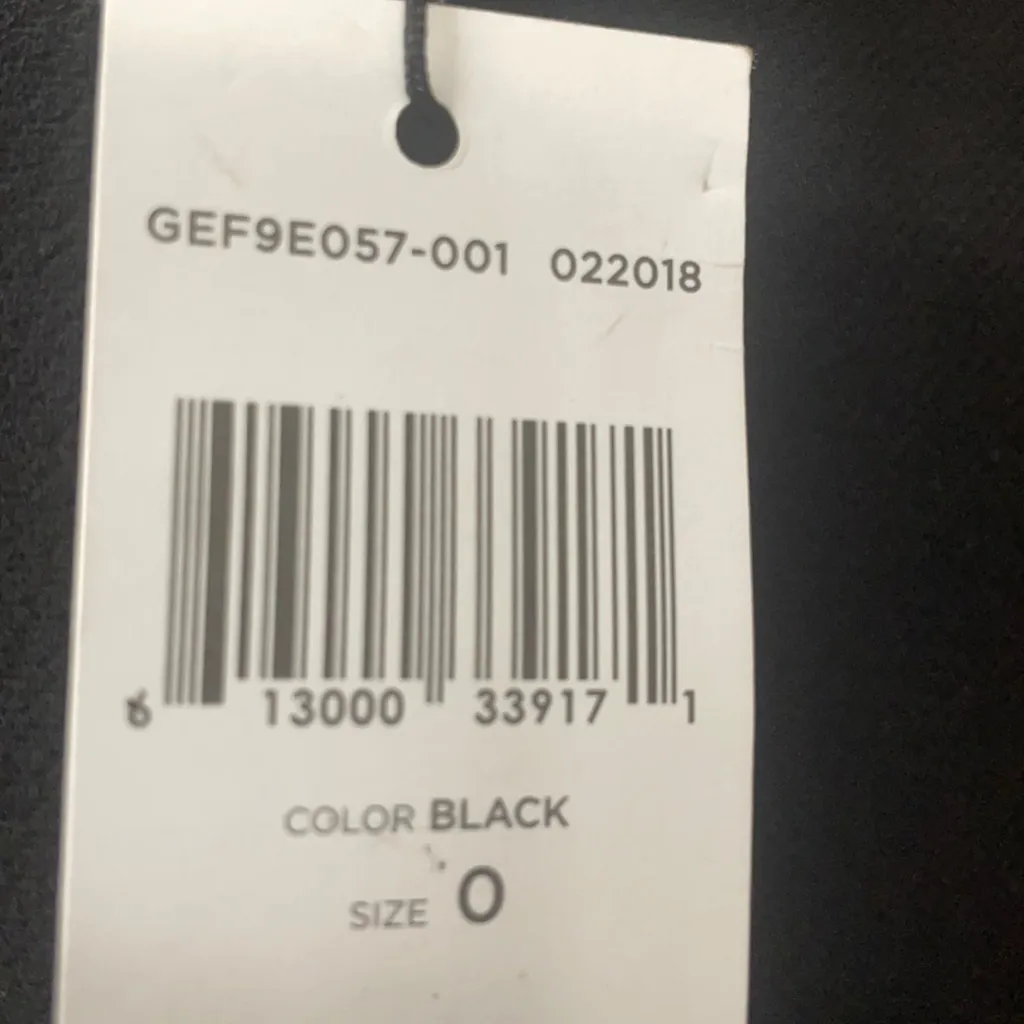 GEF9E057-001 022018
6 13000 33917 1
COLOR BLACK
SIZE 0